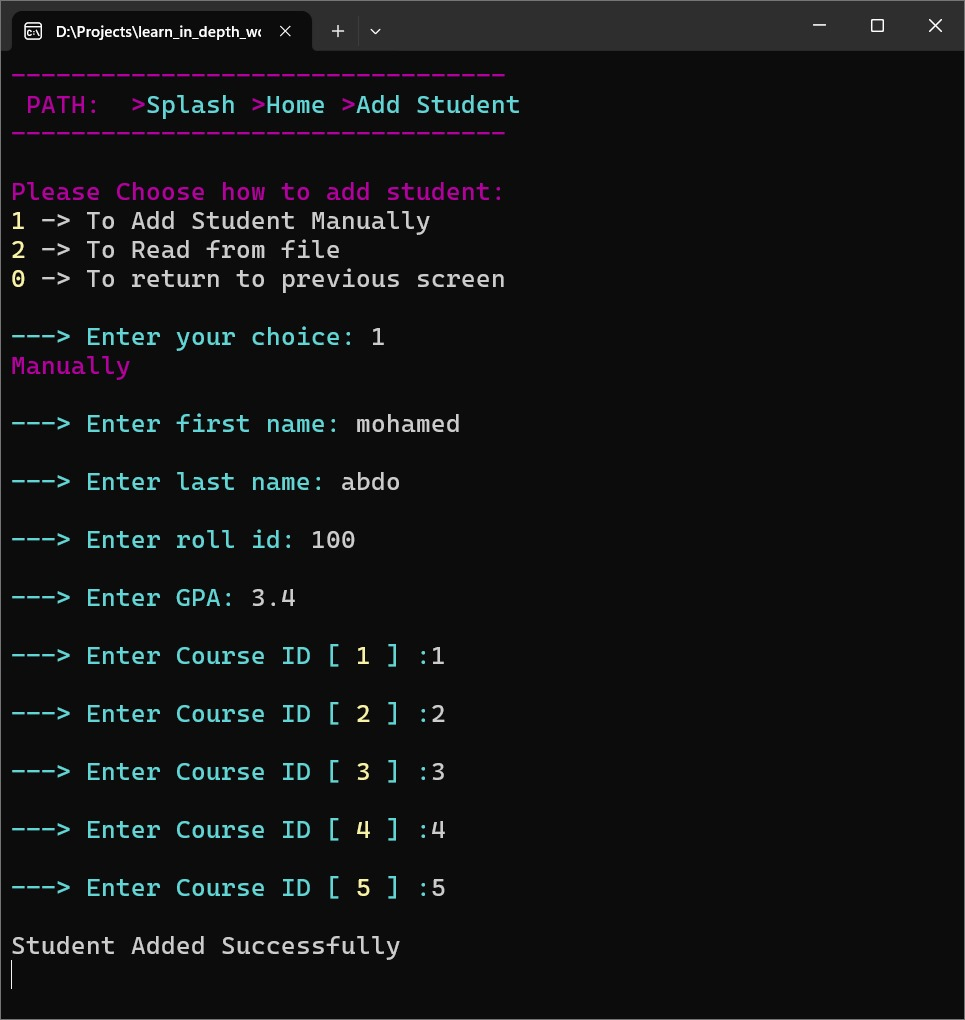 D:\Projects\learn_in_depth_wo
---------------------------------
PATH:  >Splash >Home >Add Student
---------------------------------
Please Choose how to add student:
1 -> To Add Student Manually
2 -> To Read from file
0 -> To return to previous screen
---> Enter your choice: 1
Manually
---> Enter first name: mohamed
---> Enter last name: abdo
---> Enter roll id: 100
---> Enter GPA: 3.4
---> Enter Course ID [ 1 ] :1
---> Enter Course ID [ 2 ] :2
---> Enter Course ID [ 3 ] :3
---> Enter Course ID [ 4 ] :4
---> Enter Course ID [ 5 ] :5
Student Added Successfully